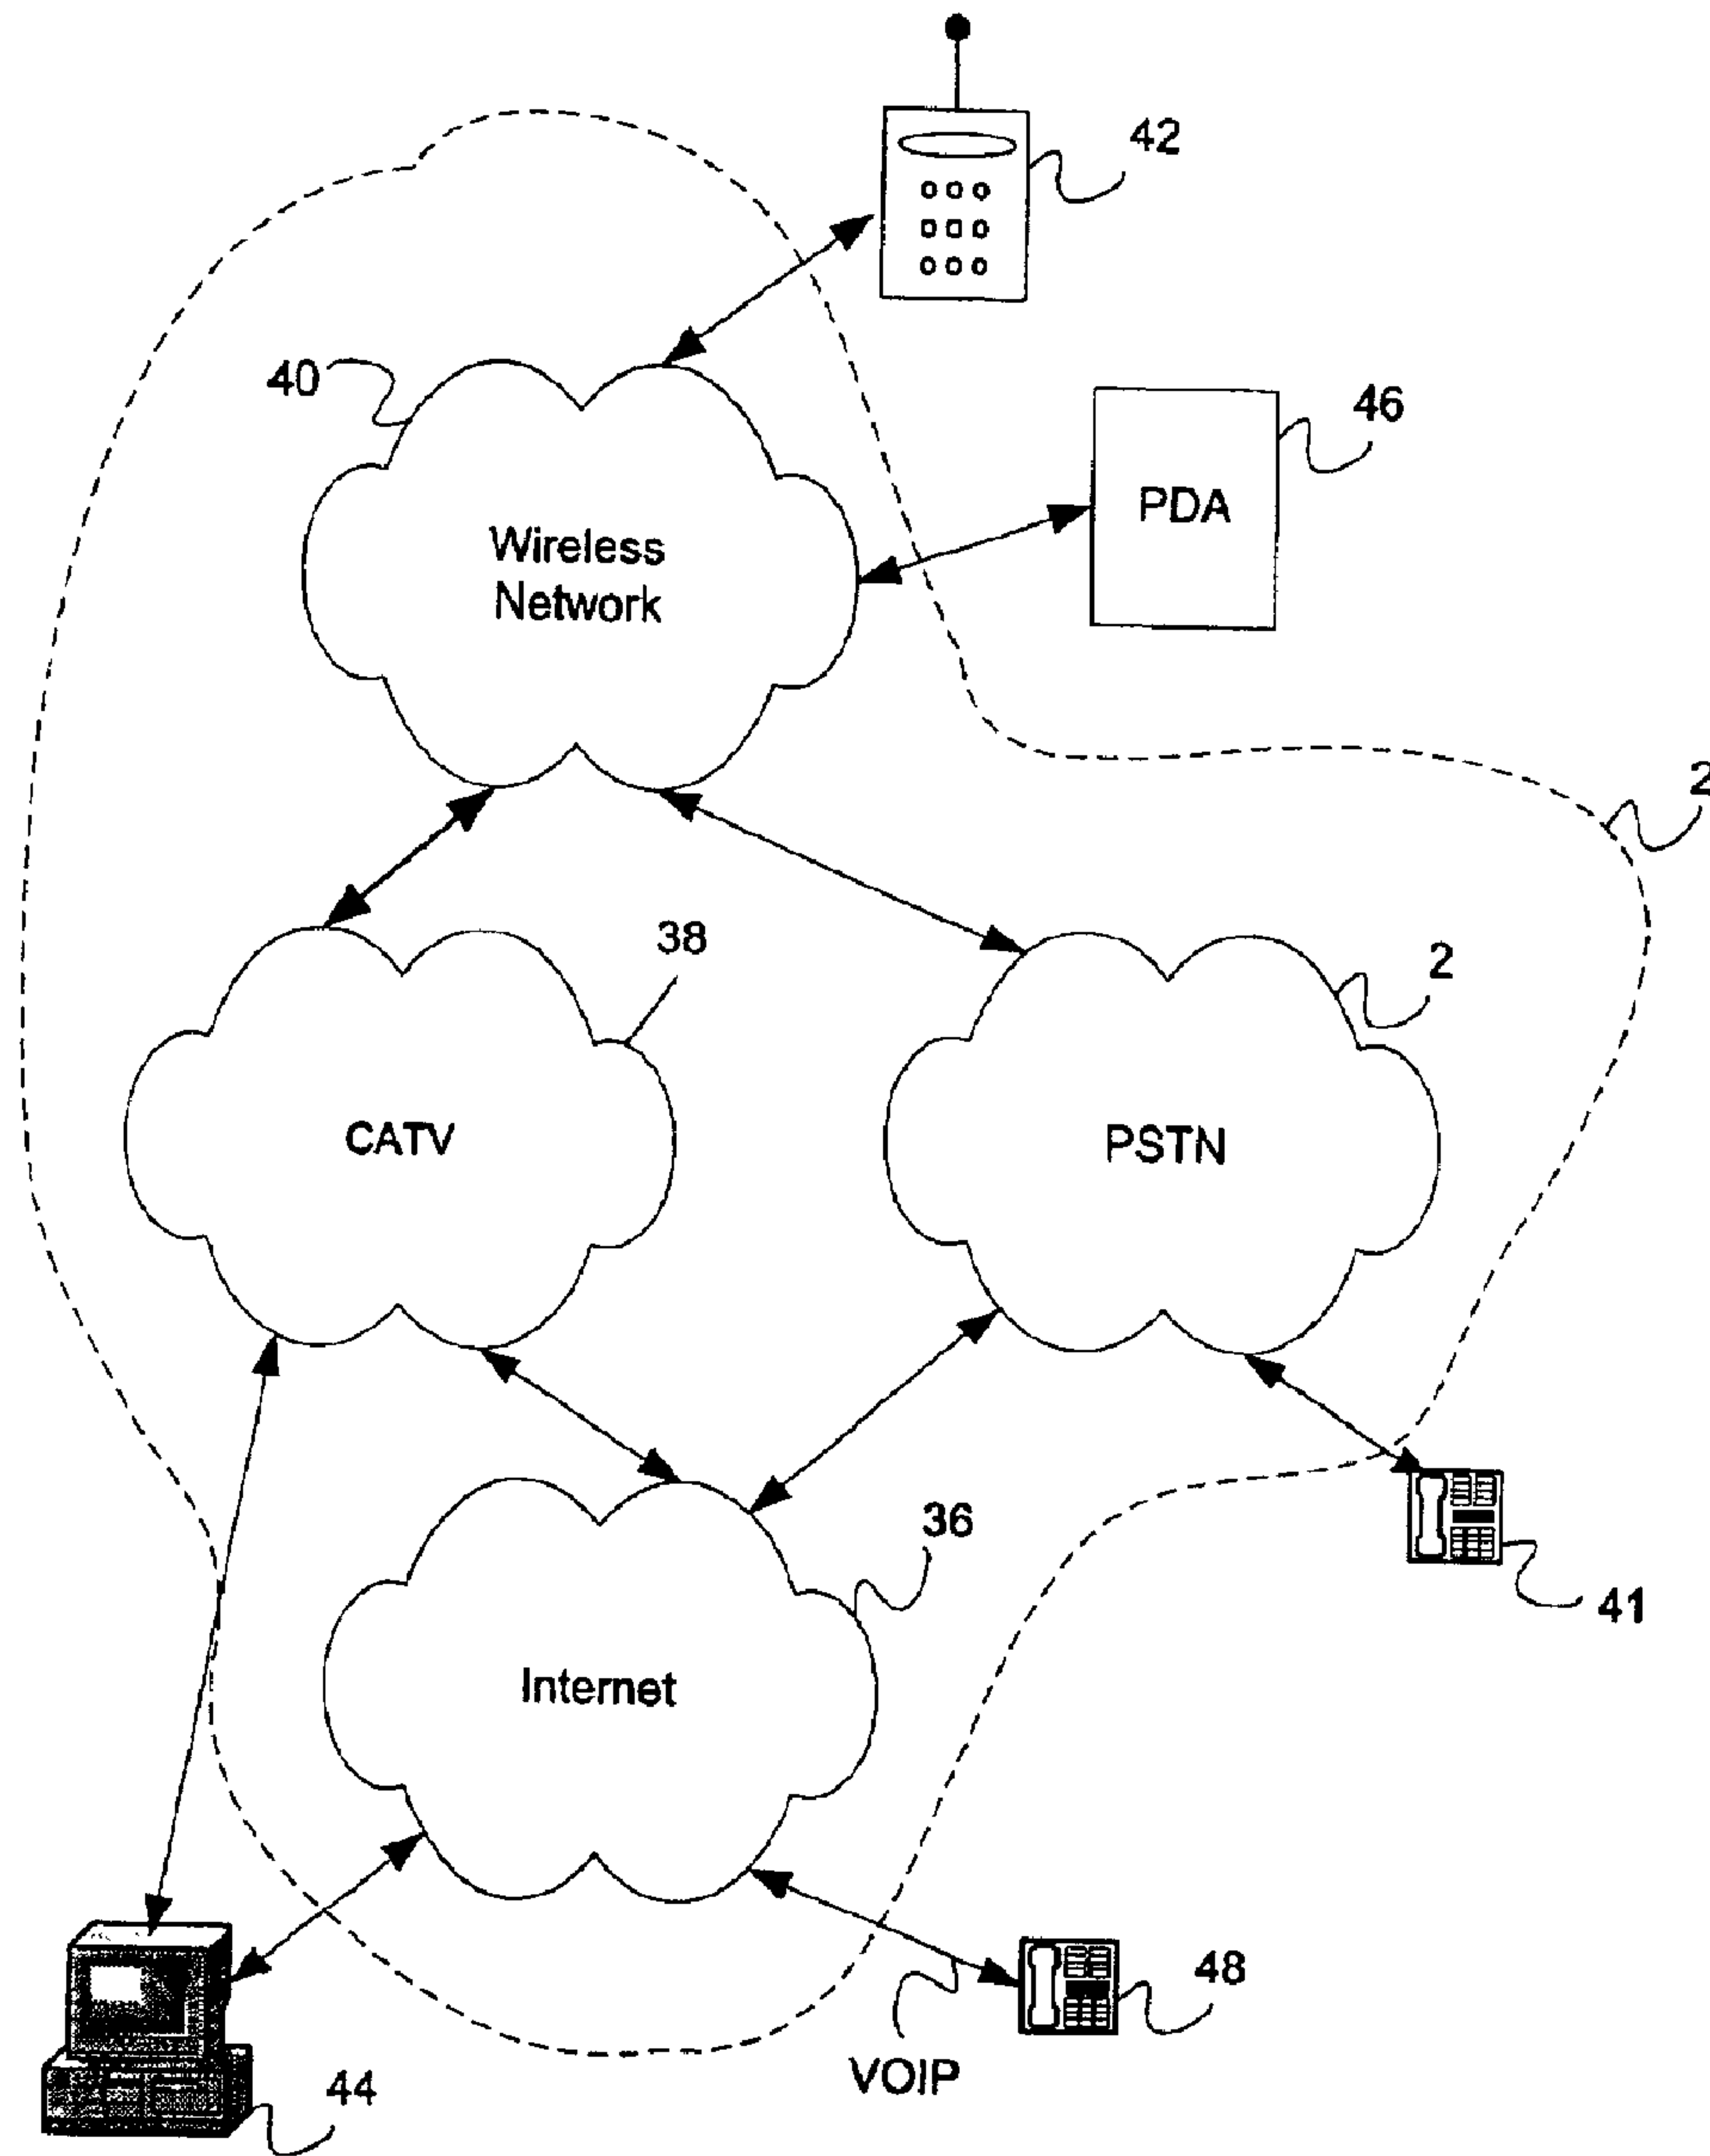 42
40
46
PDA
Wireless
Network
2
38
2
CATV
PSTN
36
41
Internet
48
VOIP
44